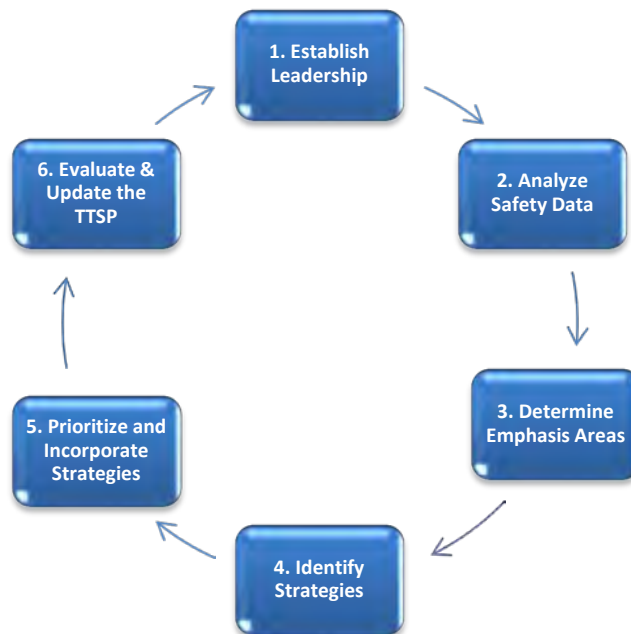 1. Establish
Leadership
2. Analyze
Safety Data
3. Determine
Emphasis Areas
4. Identify
Strategies
5. Prioritize and
Incorporate
Strategies
6. Evaluate &
Update the
TTSP